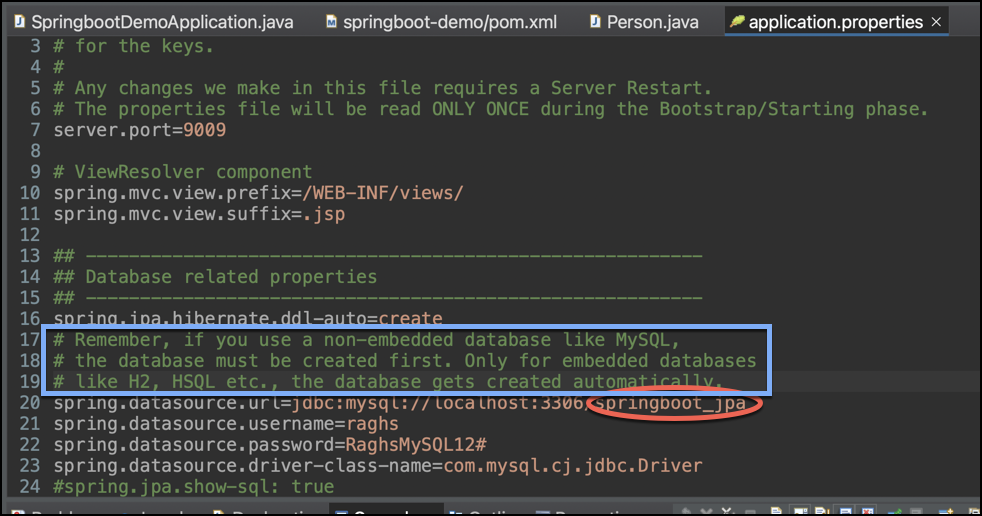 SpringbootDemoApplication.java springboot-demo/pom.xml Person.java application.properties
3 # for the keys.
4 #
5 # Any changes we make in this file requires a Server Restart.
6 # The properties file will be read ONLY ONCE during the Bootstrap/Starting phase.
7 server.port=9009
8
9 # ViewResolver component
10 spring.mvc.view.prefix=/WEB-INF/views/
11 spring.mvc.view.suffix=.jsp
12
13 ## ---------------------------------------------------------
14 ## Database related properties
15 ## ---------------------------------------------------------
16 spring.jpa.hibernate.ddl-auto=create
17 # Remember, if you use a non-embedded database like MySQL,
18 # the database must be created first. Only for embedded databases
19 # like H2, HSQL etc., the database gets created automatically.
20 spring.datasource.url=jdbc:mysql://localhost:3306/springboot_jpa
21 spring.datasource.username=raghs
22 spring.datasource.password=RaghsMySQL12#
23 spring.datasource.driver-class-name=com.mysql.cj.jdbc.Driver
24 #spring.jpa.show-sql: true